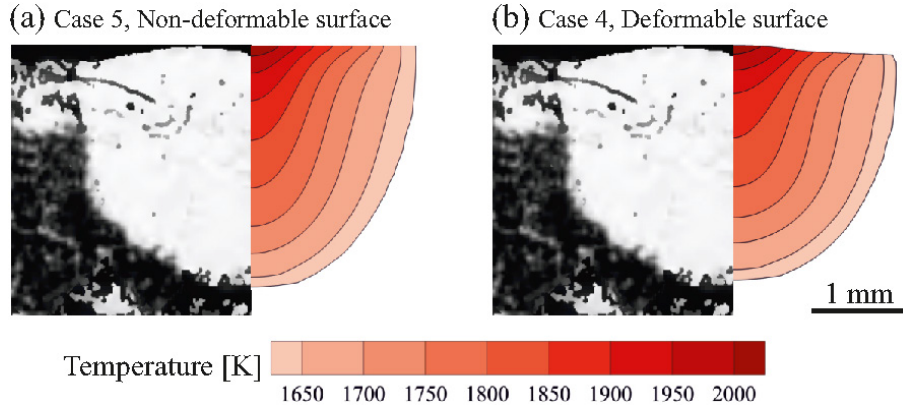 (a) Case 5, Non-deformable surface
(b) Case 4, Deformable surface
1 mm
Temperature [K]
1650 1700 1750 1800 1850 1900 1950 2000